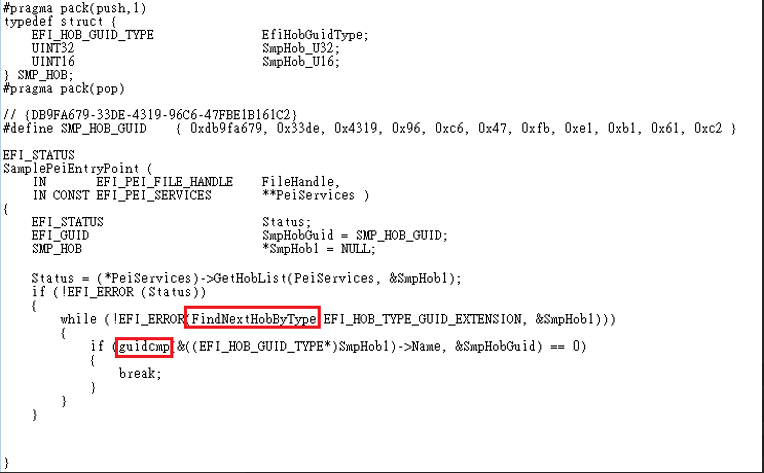 #pragma pack(push,1)
typedef struct {
EFI_HOB_GUID_TYPE EfiHobGuidType;
UINT32 SmpHob_U32;
UINT16 SmpHob_U16;
} SMP_HOB;
#pragma pack(pop)
// {DB9FA679-33DE-4319-96C6-47FBE1B161C2}
#define SMP_HOB_GUID { 0xdb9fa679, 0x33de, 0x4319, 0x96, 0xc6, 0x47, 0xfb, 0xe1, 0xb1, 0x61, 0xc2 }
EFI_STATUS
SamplePeiEntryPoint (
IN EFI_PEI_FILE_HANDLE FileHandle,
IN CONST EFI_PEI_SERVICES **PeiServices )
{
EFI_STATUS Status;
EFI_GUID SmpHobGuid = SMP_HOB_GUID;
SMP_HOB *SmpHob1 = NULL;
Status = (*PeiServices)->GetHobList(PeiServices, &SmpHob1);
if (!EFI_ERROR (Status))
{
while (!EFI_ERROR(FindNextHobByType EFI_HOB_TYPE_GUID_EXTENSION, &SmpHob1)))
{
if (guidcmp(&((EFI_HOB_GUID_TYPE*)SmpHob1)->Name, &SmpHobGuid) == 0)
{
break;
}
}
}
}